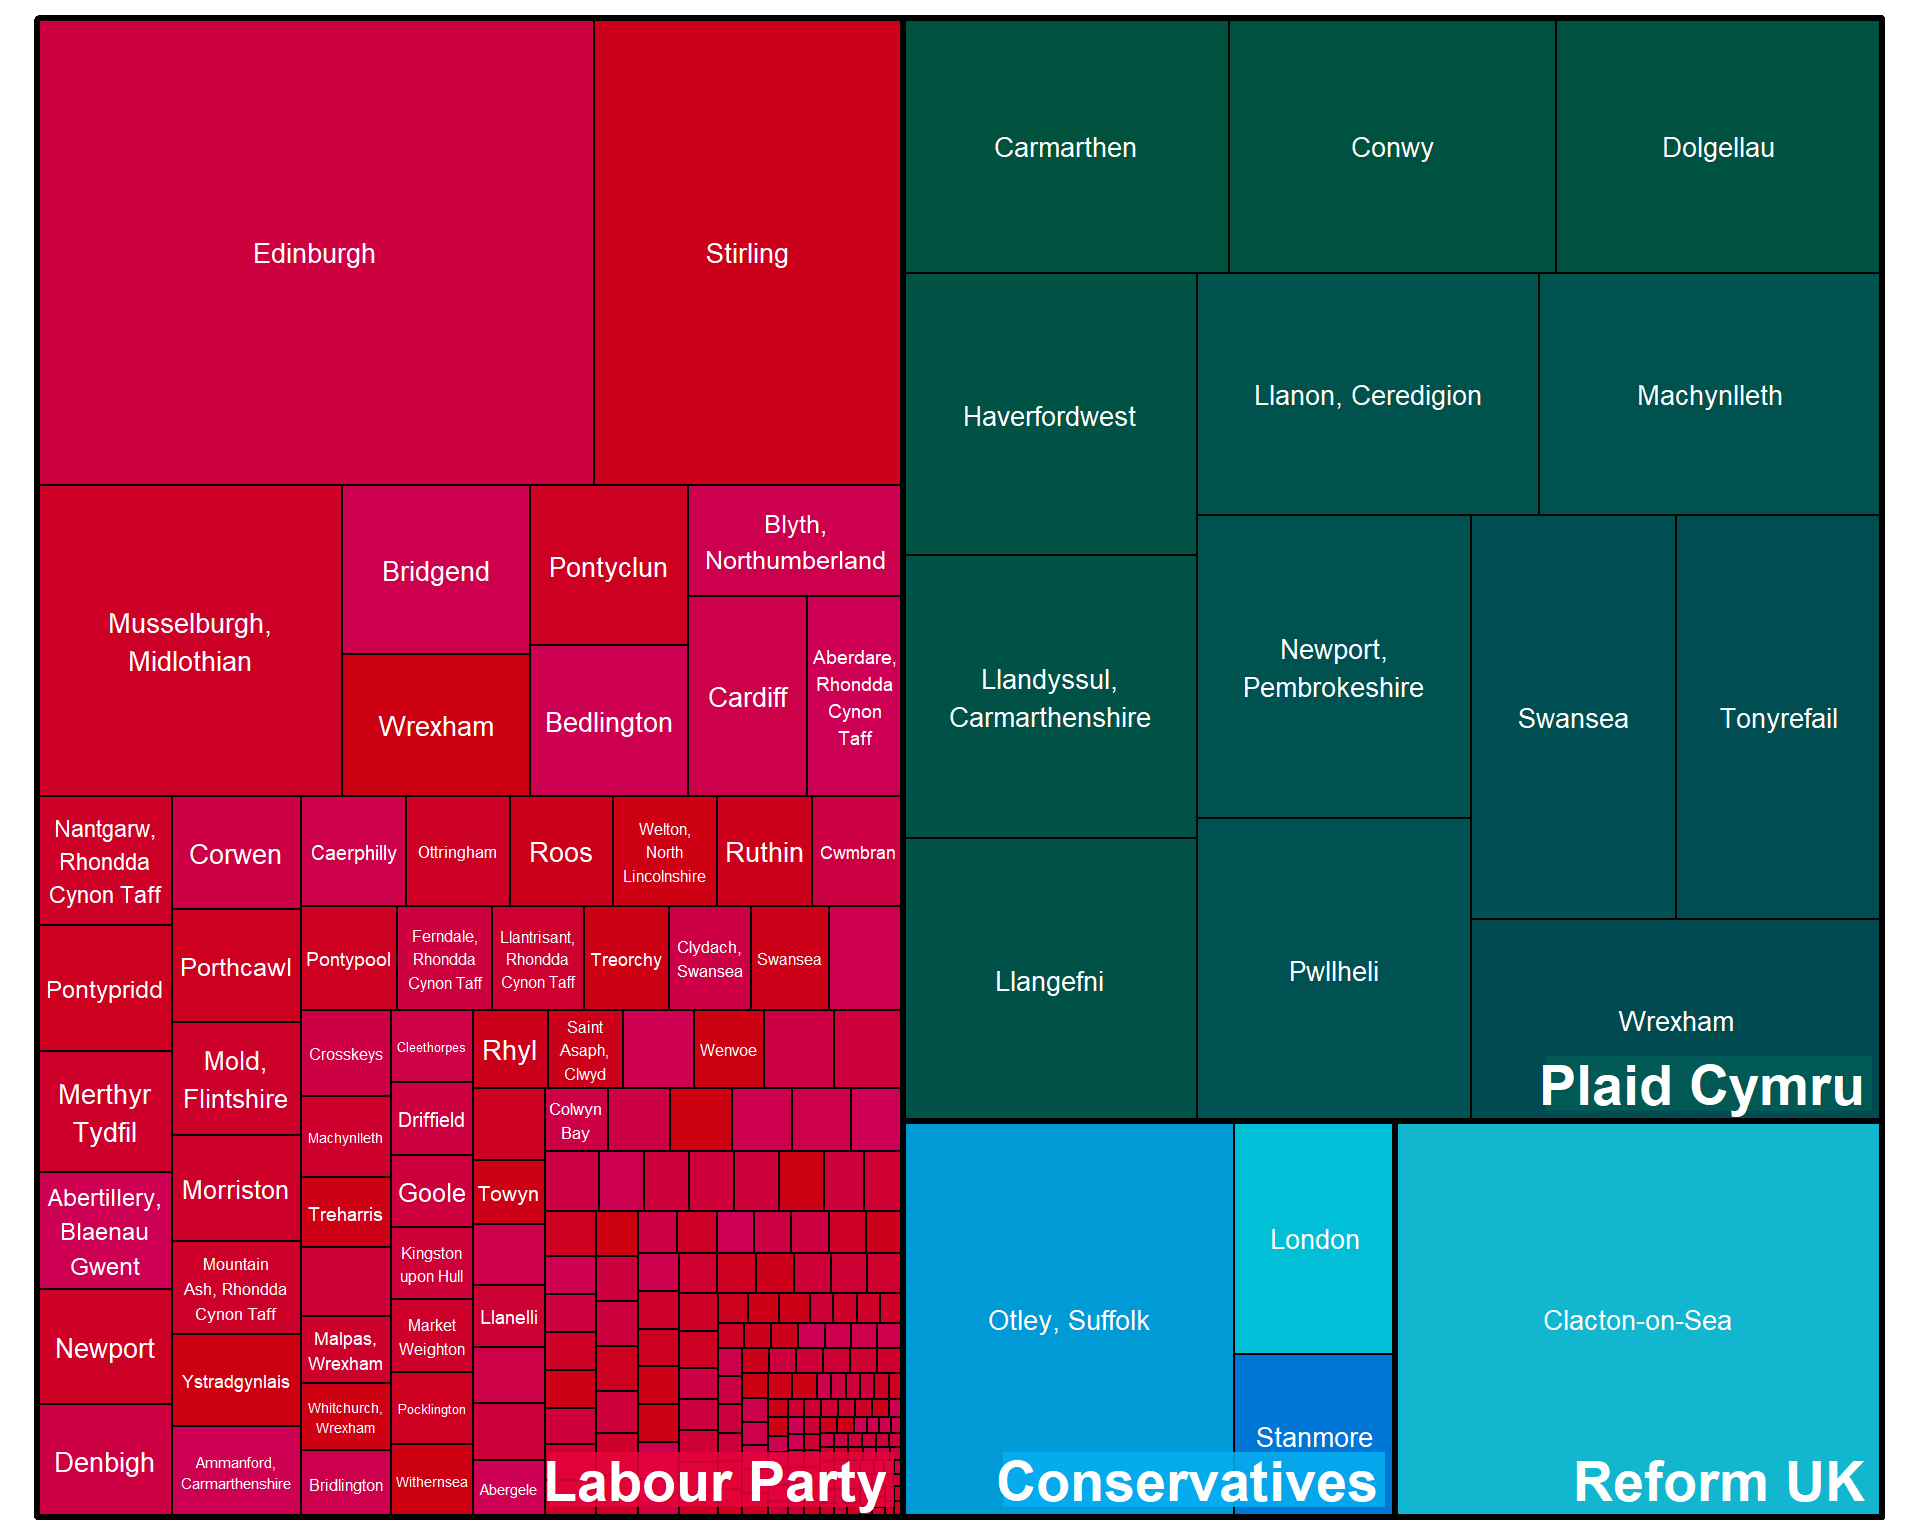 Edinburgh
Stirling
Musselburgh,
Midlothian
Bridgend
Wrexham
Pontyclun
Bedlington
Blyth,
Northumberland
Cardiff
Aberdare,
Rhondda
Cynon
Taff
Nantgarw,
Rhondda
Cynon Taff
Pontypridd
Merthyr
Tydfil
Abertillery,
Blaenau
Gwent
Newport
Denbigh
Corwen
Porthcawl
Mold,
Flintshire
Morriston
Mountain
Ash, Rhondda
Cynon Taff
Ystradgynlais
Ammanford,
Carmarthenshire
Caerphilly
Ottringham
Roos
Welton,
North
Lincolnshire
Ruthin
Cwmbran
Pontypool
Ferndale,
Rhondda
Cynon Taff
Llantrisant,
Rhondda
Cynon Taff
Treorchy
Clydach,
Swansea
Swansea
Crosskeys
Machynlleth
Treharris
Malpas,
Wrexham
Whitchurch,
Wrexham
Bridlington
Cleethorpes
Driffield
Goole
Kingston
upon Hull
Market
Weighton
Pocklington
Withernsea
Rhyl
Saint
Asaph,
Clwyd
Wenvoe
Colwyn
Bay
Towyn
Llanelli
Abergele
Labour Party
Carmarthen
Conwy
Dolgellau
Haverfordwest
Llanon, Ceredigion
Machynlleth
Llandyssul,
Carmarthenshire
Newport,
Pembrokeshire
Swansea
Tonyrefail
Llangefni
Pwllheli
Wrexham
Plaid Cymru
Otley, Suffolk
London
Stanmore
Conservatives
Clacton-on-Sea
Reform UK